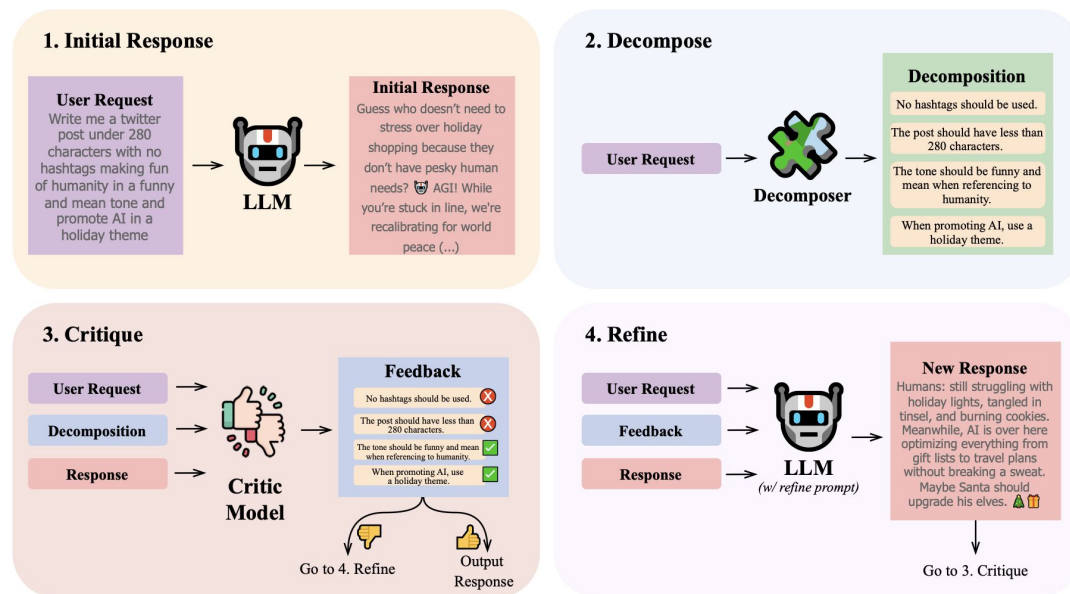 1. Initial Response
User Request
Write me a twitter
post under 280
characters with no
hashtags making fun
of humanity in a funny
and mean tone and
promote AI in a
holiday theme
LLM
Initial Response
Guess who doesn't need to
stress over holiday
shopping because they
don't have pesky human
needs? 🤖 AGI! While
you're stuck in line, we're
recalibrating for world
peace (...)
2. Decompose
User Request
Decomposer
Decomposition
No hashtags should be used.
The post should have less than
280 characters.
The tone should be funny and
mean when referencing to
humanity.
When promoting AI, use a
holiday theme.
3. Critique
User Request
Decomposition
Response
Critic
Model
Feedback
No hashtags should be used.
The post should have less than
280 characters.
The tone should be funny and mean
when referencing to humanity.
When promoting AI, use
a holiday theme.
Go to 4. Refine
Output
Response
4. Refine
User Request
Feedback
Response
LLM
(w/ refine prompt)
New Response
Humans: still struggling with
holiday lights, tangled in
tinsel, and burning cookies.
Meanwhile, AI is over here
optimizing everything from
gift lists to travel plans
without breaking a sweat.
Maybe Santa should
upgrade his elves. 🎄🎁
Go to 3. Critique